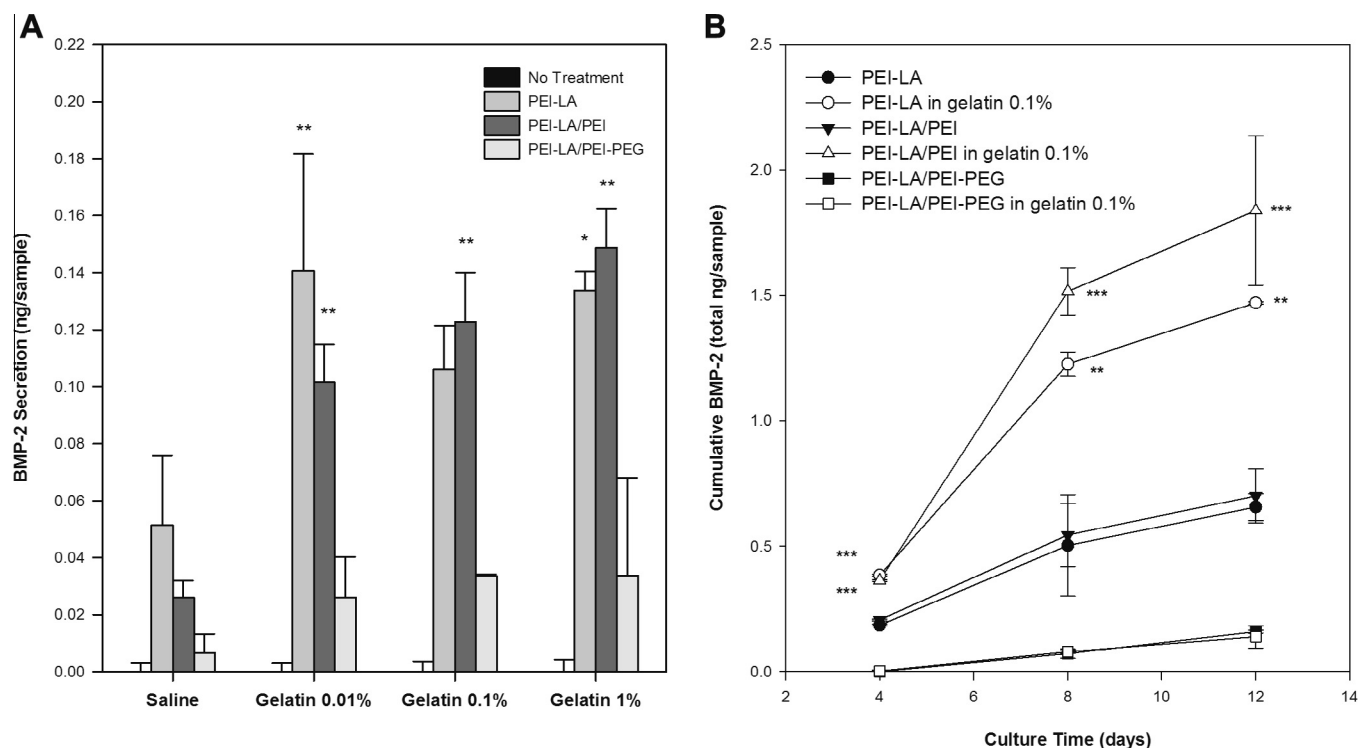 A
BMP-2 Secretion (ng/sample)
0.22
0.20
0.18
0.16
0.14
0.12
0.10
0.08
0.06
0.04
0.02
0.00
No Treatment
PEI-LA
PEI-LA/PEI
PEI-LA/PEI-PEG
**
**
**
*
**
Saline
Gelatin 0.01%
Gelatin 0.1%
Gelatin 1%
B
Cumulative BMP-2 (total ng/sample)
2.5
2.0
1.5
1.0
0.5
0.0
PEI-LA
PEI-LA in gelatin 0.1%
PEI-LA/PEI
PEI-LA/PEI in gelatin 0.1%
PEI-LA/PEI-PEG
PEI-LA/PEI-PEG in gelatin 0.1%
***
***
***
**
***
**
2
4
6
8
10
12
14
Culture Time (days)